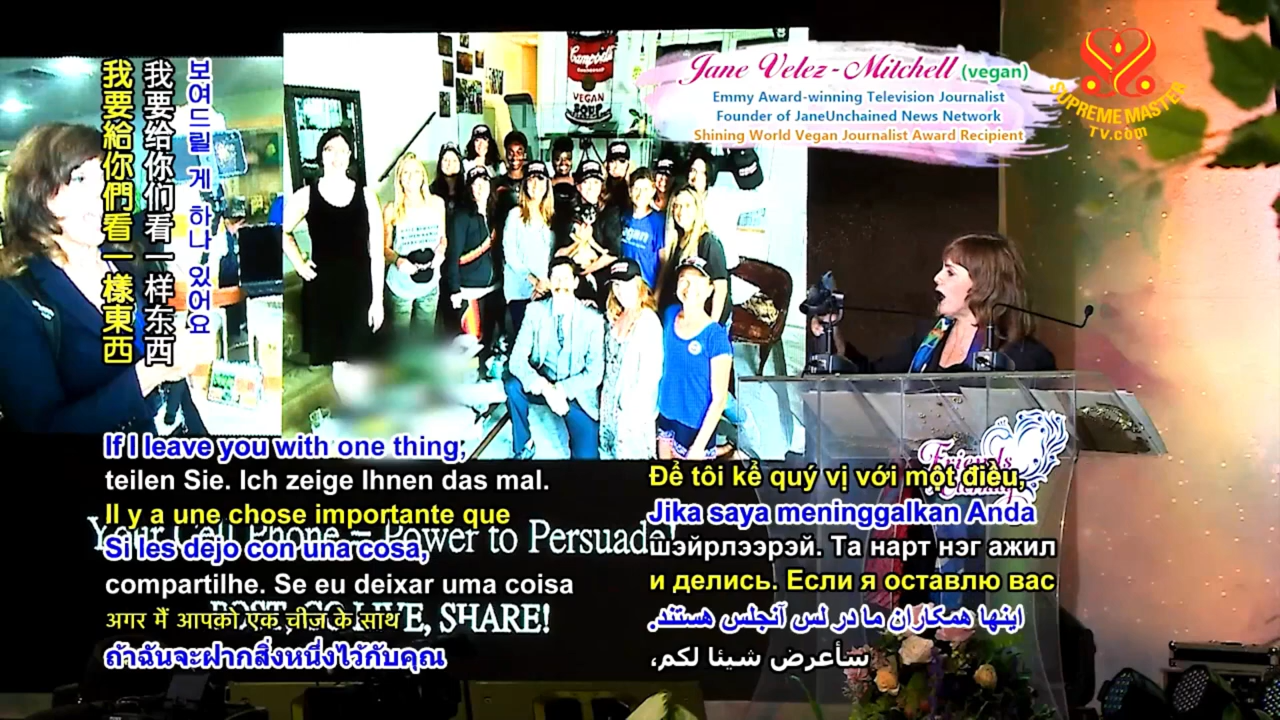 Jane Velez-Mitchell (vegan)
Emmy Award-winning Television Journalist
Founder of JaneUnchained News Network
Shining World Vegan Journalist Award Recipient
SUPREME MASTER
TV.com
Campbell's
VEGAN
SOUP
我要給你們看一樣東西
我要给你们看一样东西
보여드릴 게 하나 있어요
If I leave you with one thing,
teilen Sie. Ich zeige Ihnen das mal.
Il y a une chose importante que
Si les dejo con una cosa,
compartilhe. Se eu deixar uma coisa
अगर मैं आपको एक चीज़ के साथ
ถ้าฉันจะฝากสิ่งหนึ่งไว้กับคุณ
Your Cell Phone = Power to Persuade!
POST, GO LIVE, SHARE!
Friends
Để tôi kể quý vị với một điều,
Jika saya meninggalkan Anda
шэйрлээрэй. Та нарт нэг ажил
и делись. Если я оставлю вас
اینها همکاران ما در لس آنجلس هستند.
سأعرض شيئا لكم،